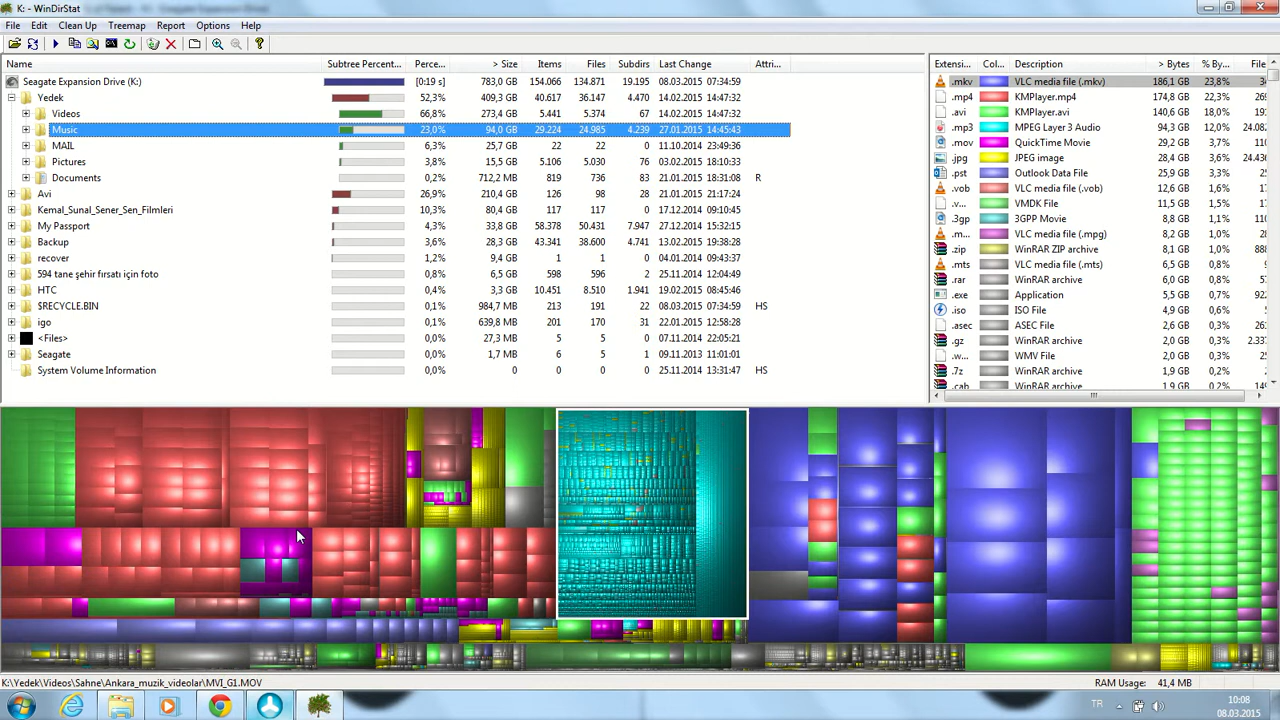 K: - WinDirStat
File Edit Clean Up Treemap Report Options Help
Name Subtree Percent... Perce... > Size Items Files Subdirs Last Change Attri...
Seagate Expansion Drive (K:) [0:19 s] 783,0 GB 154.066 134.871 19.195 08.03.2015 07:34:59
Yedek 52,3% 409,3 GB 40.617 36.147 4.470 14.02.2015 14:47:32
Videos 66,8% 273,4 GB 5.441 5.374 67 14.02.2015 14:47:32
Music 23,0% 94,0 GB 29.224 24.985 4.239 27.01.2015 14:45:43
MAIL 6,3% 25,7 GB 22 22 0 11.10.2014 23:49:36
Pictures 3,8% 15,5 GB 5.106 5.030 76 03.02.2015 18:10:33
Documents 0,2% 712,2 MB 819 736 83 21.01.2015 18:31:08 R
Avi 26,9% 210,4 GB 126 98 28 21.01.2015 21:17:24
Kemal_Sunal_Sener_Sen_Filmleri 10,3% 80,4 GB 117 117 0 17.12.2014 09:10:45
My Passport 4,3% 33,8 GB 58.378 50.431 7.947 27.12.2014 15:32:15
Backup 3,6% 28,3 GB 43.341 38.600 4.741 13.02.2015 19:38:28
recover 1,2% 9,4 GB 1 1 0 04.01.2014 09:43:37
594 tane şehir fırsatı için foto 0,8% 6,5 GB 598 596 2 25.11.2014 12:04:49
HTC 0,4% 3,3 GB 10.451 8.510 1.941 19.02.2015 08:45:46
$RECYCLE.BIN 0,1% 984,7 MB 213 191 22 08.03.2015 07:34:59 HS
igo 0,1% 639,8 MB 201 170 31 22.01.2015 12:58:28
<Files> 0,0% 27,3 MB 5 5 0 07.11.2014 22:05:21
Seagate 0,0% 1,7 MB 6 5 1 09.11.2013 11:01:01
System Volume Information 0,0% 0 0 0 0 25.11.2014 13:31:47 HS
Extensi... Col... Description > Bytes % By... File
.mkv VLC media file (.mkv) 186,1 GB 23,8%
.mp4 KMPlayer.mp4 174,8 GB 22,3% 26
.avi KMPlayer.avi 140,6 GB 18,0%
.mp3 MPEG Layer 3 Audio 94,3 GB 12,0% 24.082
.mov QuickTime Movie 29,2 GB 3,7%
.jpg JPEG image 28,4 GB 3,6% 24.430
.pst Outlook Data File 25,9 GB 3,3%
.vob VLC media file (.vob) 12,6 GB 1,6%
.v... VMDK File 11,5 GB 1,5%
.3gp 3GPP Movie 8,8 GB 1,1%
.m... VLC media file (.mpg) 8,2 GB 1,0%
.zip WinRAR ZIP archive 8,1 GB 1,0%
.mts VLC media file (.mts) 6,5 GB 0,8%
.rar WinRAR archive 6,0 GB 0,8%
.exe Application 5,5 GB 0,7% 922
.iso ISO File 4,9 GB 0,6%
.asec ASEC File 2,6 GB 0,3%
.gz WinRAR archive 2,0 GB 0,3% 2.33
.w... WMV File 2,0 GB 0,3%
.7z WinRAR archive 1,9 GB 0,2%
.cab WinRAR archive 1,9 GB 0,2%
K:\Yedek\Videos\Sahne\Ankara_muzik_videolar\MVI_G1.MOV RAM Usage: 41,4 MB
TR 10:08
08.03.2015